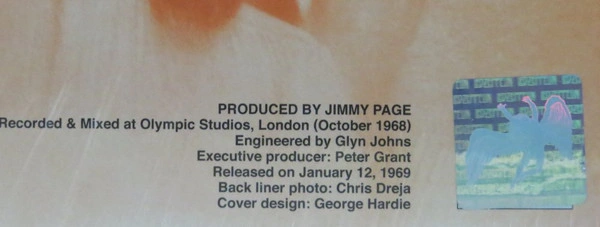 PRODUCED BY JIMMY PAGE
Recorded & Mixed at Olympic Studios, London (October 1968)
Engineered by Glyn Johns
Executive producer: Peter Grant
Released on January 12, 1969
Back liner photo: Chris Dreja
Cover design: George Hardie